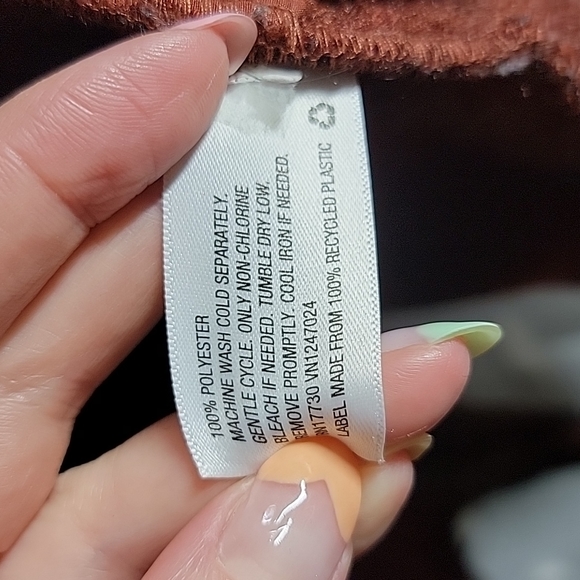 100% POLYESTER
MACHINE WASH COLD SEPARATELY.
GENTLE CYCLE. ONLY NON-CHLORINE
BLEACH IF NEEDED. TUMBLE DRY LOW.
REMOVE PROMPTLY. COOL IRON IF NEEDED.
RN17730 VN1247024
LABEL MADE FROM 100% RECYCLED PLASTIC